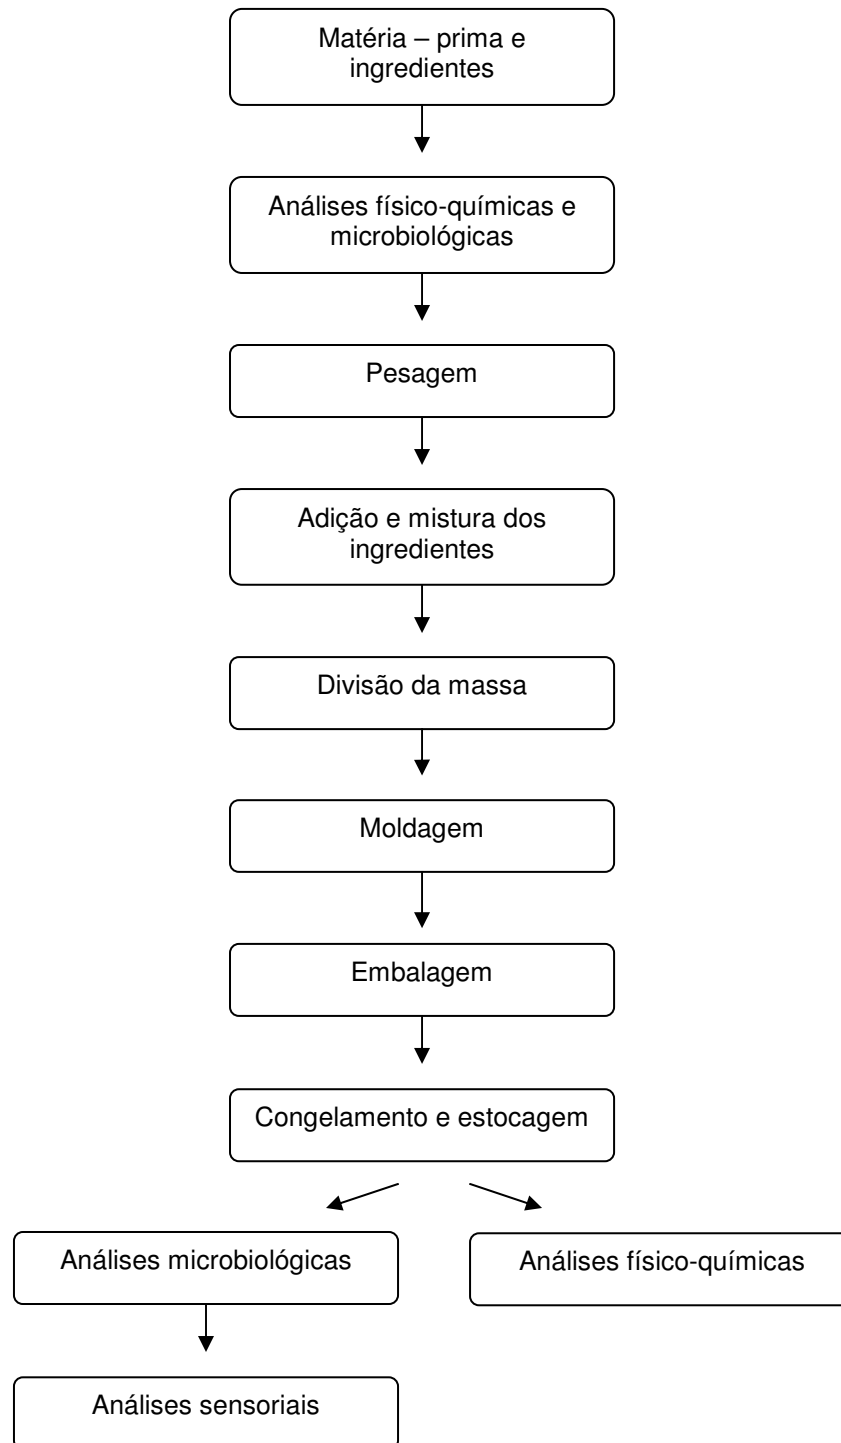 Matéria – prima e
ingredientes
Análises físico-químicas e
microbiológicas
Pesagem
Adição e mistura dos
ingredientes
Divisão da massa
Moldagem
Embalagem
Congelamento e estocagem
Análises microbiológicas
Análises físico-químicas
Análises sensoriais